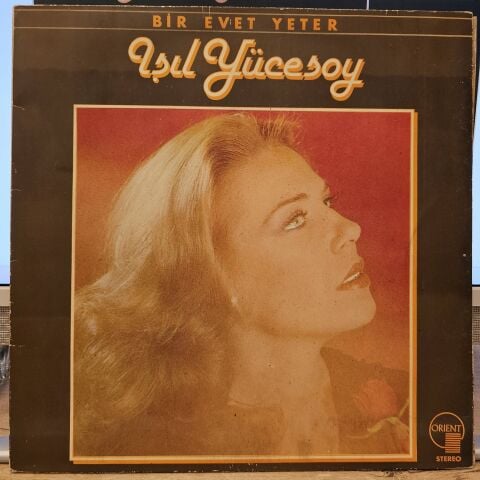 BİR EVET YETER
Işıl Yücesoy
ORIENT
STEREO